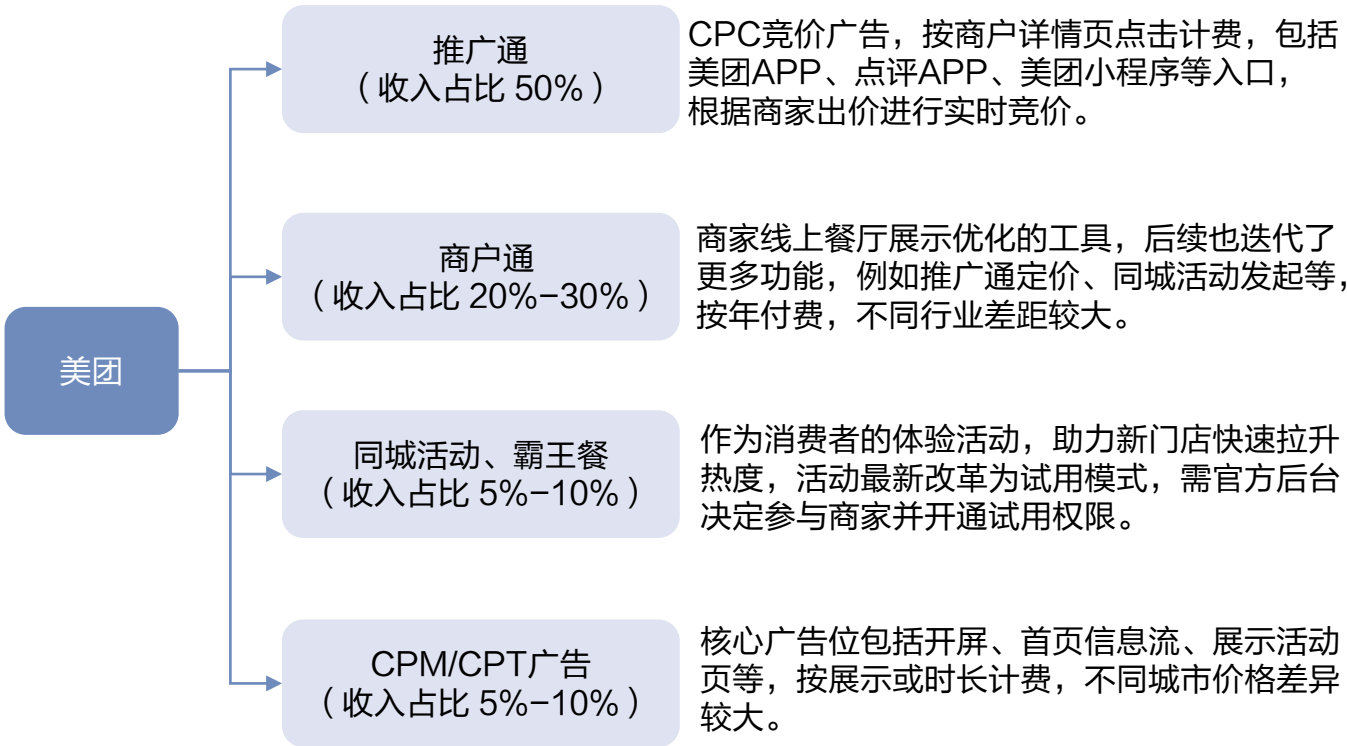 推广通
（收入占比 50%）
CPC竞价广告，按商户详情页点击计费，包括
美团APP、点评APP、美团小程序等入口，
根据商家出价进行实时竞价。
商户通
（收入占比 20%-30%）
商家线上餐厅展示优化的工具，后续也迭代了
更多功能，例如推广通定价、同城活动发起等，
按年付费，不同行业差距较大。
美团
同城活动、霸王餐
（收入占比 5%-10%）
作为消费者的体验活动，助力新门店快速拉升
热度，活动最新改革为试用模式，需官方后台
决定参与商家并开通试用权限。
CPM/CPT广告
（收入占比 5%-10%）
核心广告位包括开屏、首页信息流、展示活动
页等，按展示或时长计费，不同城市价格差异
较大。